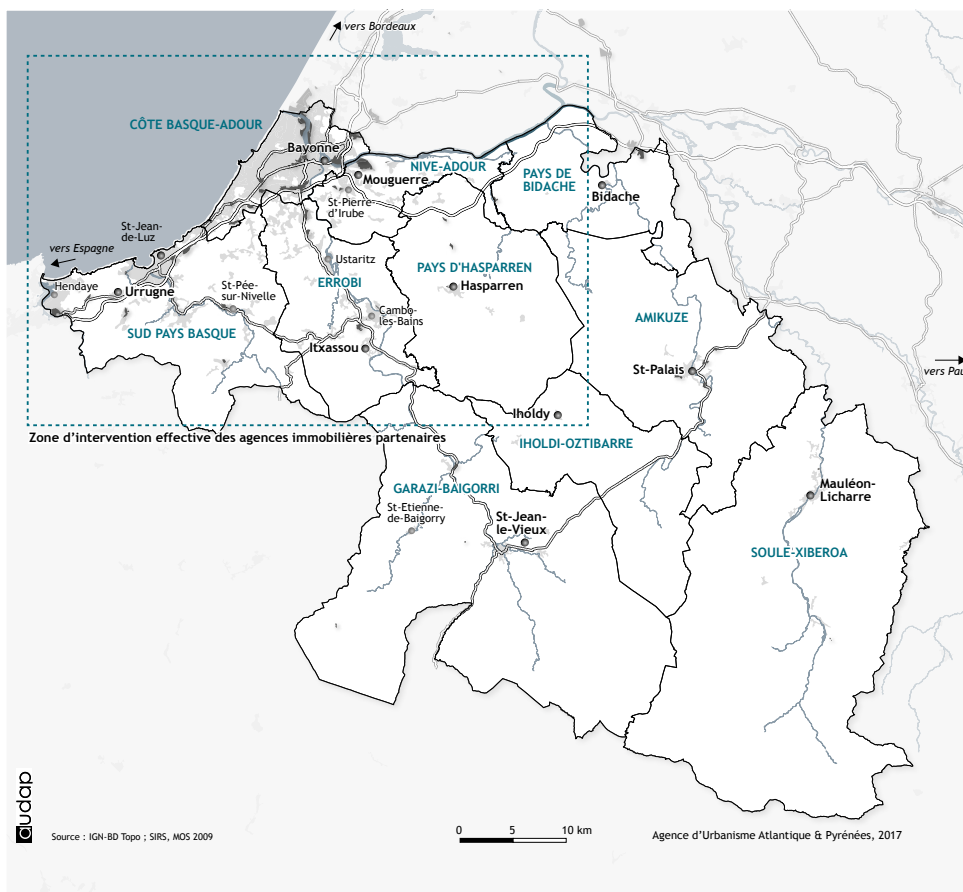 vers Bordeaux
CÔTE BASQUE-ADOUR
Bayonne
NIVE-ADOUR
Mouguerre
PAYS DE
BIDACHE
Bidache
St-Pierre-
d'Irube
St-Jean-
de-Luz
vers Espagne
Ustaritz
PAYS D'HASPARREN
Hendaye
Urrugne
St-Pée-
sur-Nivelle
ERROBI
Hasparren
Cambo-
les-Bains
AMIKUZE
SUD PAYS BASQUE
Itxassou
St-Palais
vers Pau
Iholdy
Zone d'intervention effective des agences immobilières partenaires
IHOLDI-OZTIBARRE
GARAZI-BAIGORRI
Mauléon-
Licharre
St-Etienne-
de-Baigorry
St-Jean-
le-Vieux
SOULE-XIBEROA
audap
Source : IGN-BD Topo ; SIRS, MOS 2009
0 5 10 km
Agence d'Urbanisme Atlantique & Pyrénées, 2017